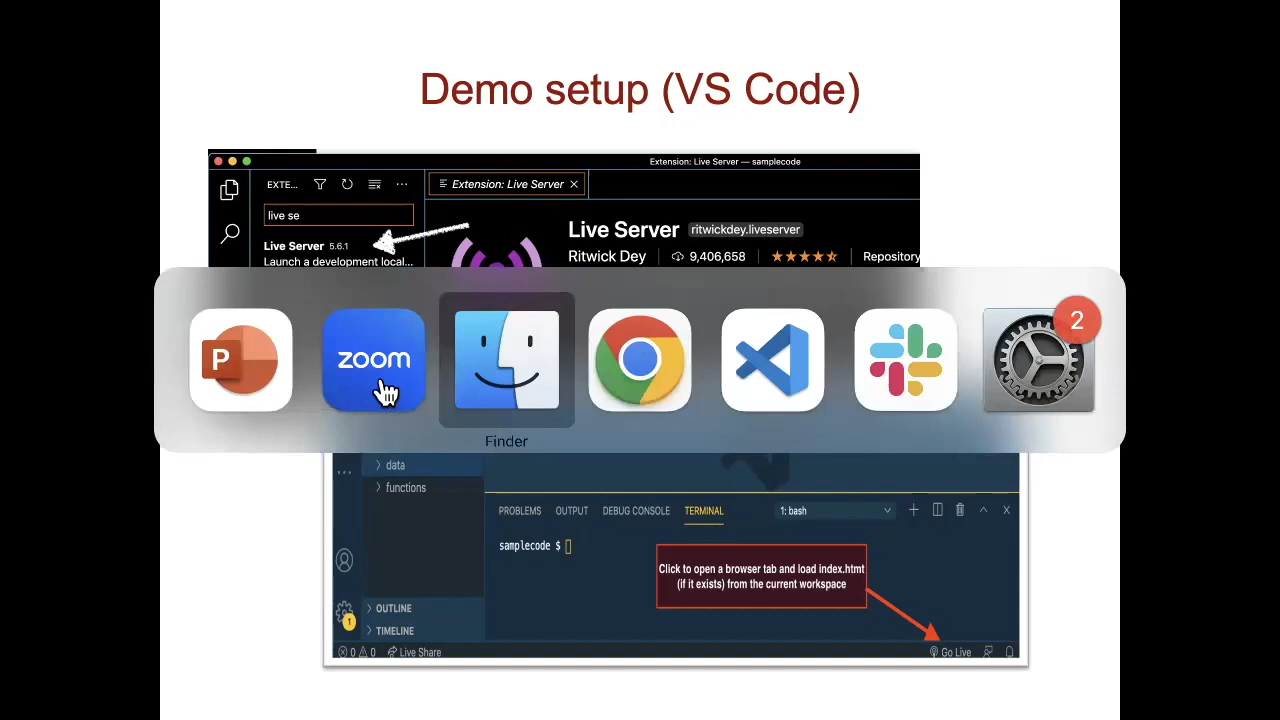 Demo setup (VS Code)
Extension: Live Server — samplecode
EXTE...
Extension: Live Server
live se
Live Server 5.6.1
Launch a development local...
Live Server ritwickdey.liveserver
Ritwick Dey 9,406,658 Repository
P
zoom
2
Finder
data
functions
PROBLEMS OUTPUT DEBUG CONSOLE TERMINAL 1: bash
samplecode $
Click to open a browser tab and load index.html
(if it exists) from the current workspace
1
OUTLINE
TIMELINE
0 0 Live Share Go Live